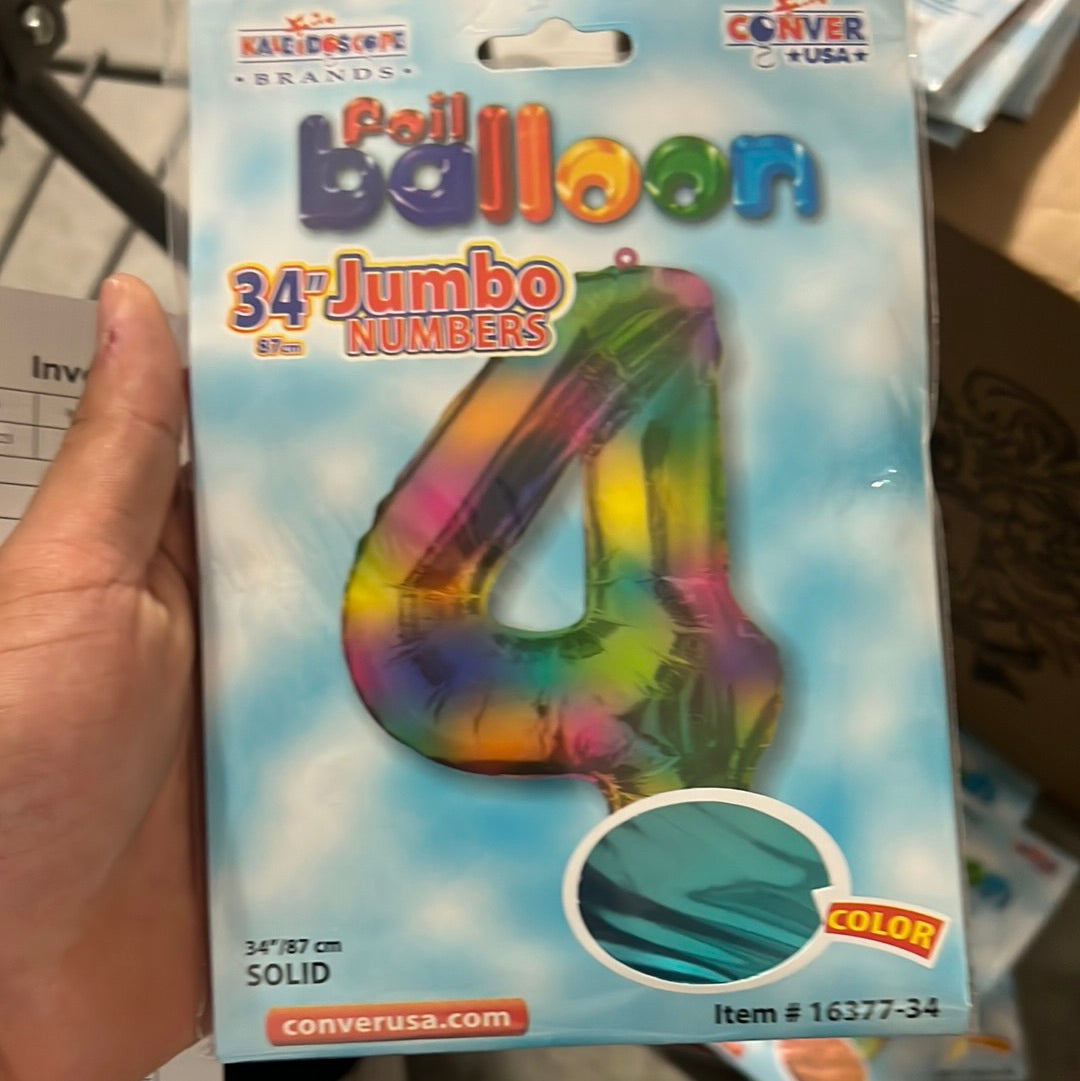 KALEIDOSCOPE
• BRANDS •
CONVER
★USA★
foil
balloon
34" Jumbo
87cm NUMBERS
34"/87 cm
SOLID
COLOR
converusa.com
Item # 16377-34